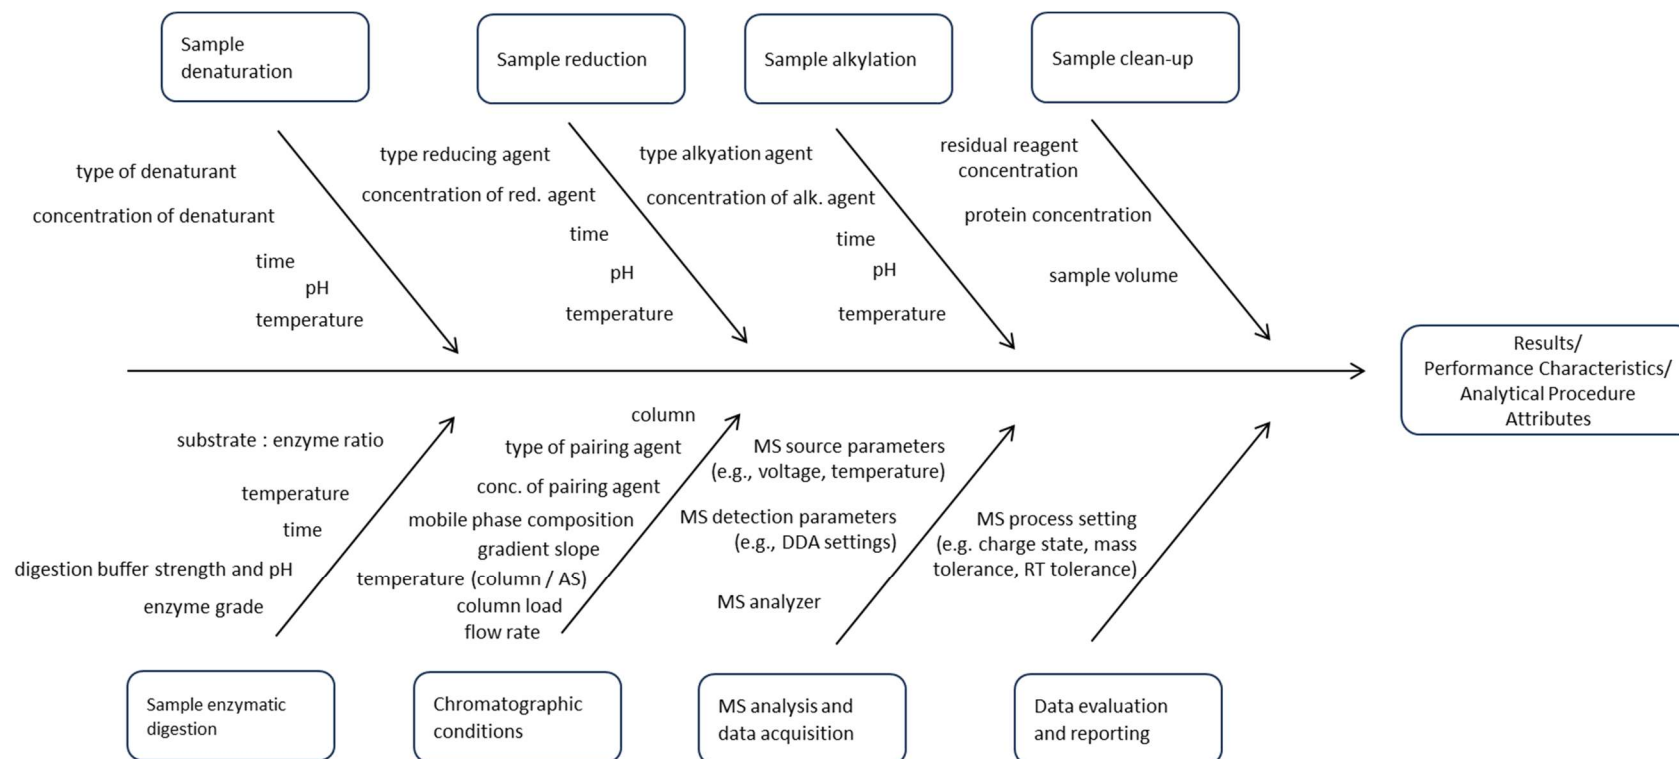 Sample
denaturation
Sample reduction
Sample alkylation
Sample clean-up
type of denaturant
concentration of denaturant
time
pH
temperature
type reducing agent
concentration of red. agent
time
pH
temperature
type alkyation agent
concentration of alk. agent
time
pH
temperature
residual reagent
concentration
protein concentration
sample volume
Results/
Performance Characteristics/
Analytical Procedure
Attributes
substrate : enzyme ratio
temperature
time
digestion buffer strength and pH
enzyme grade
column
type of pairing agent
conc. of pairing agent
mobile phase composition
gradient slope
temperature (column / AS)
column load
flow rate
MS source parameters
(e.g., voltage, temperature)
MS detection parameters
(e.g., DDA settings)
MS analyzer
MS process setting
(e.g. charge state, mass
tolerance, RT tolerance)
Sample enzymatic
digestion
Chromatographic
conditions
MS analysis and
data acquisition
Data evaluation
and reporting